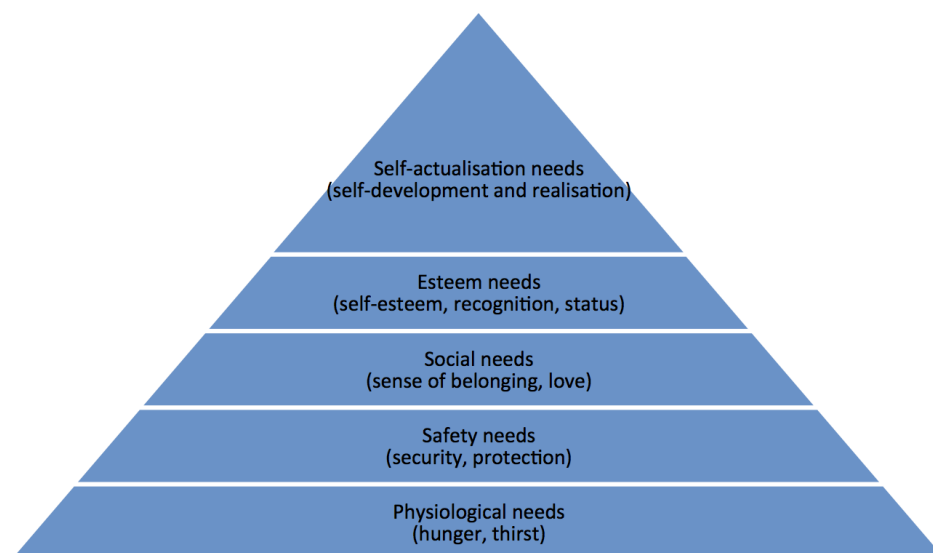 Self-actualisation needs
(self-development and realisation)
Esteem needs
(self-esteem, recognition, status)
Social needs
(sense of belonging, love)
Safety needs
(security, protection)
Physiological needs
(hunger, thirst)